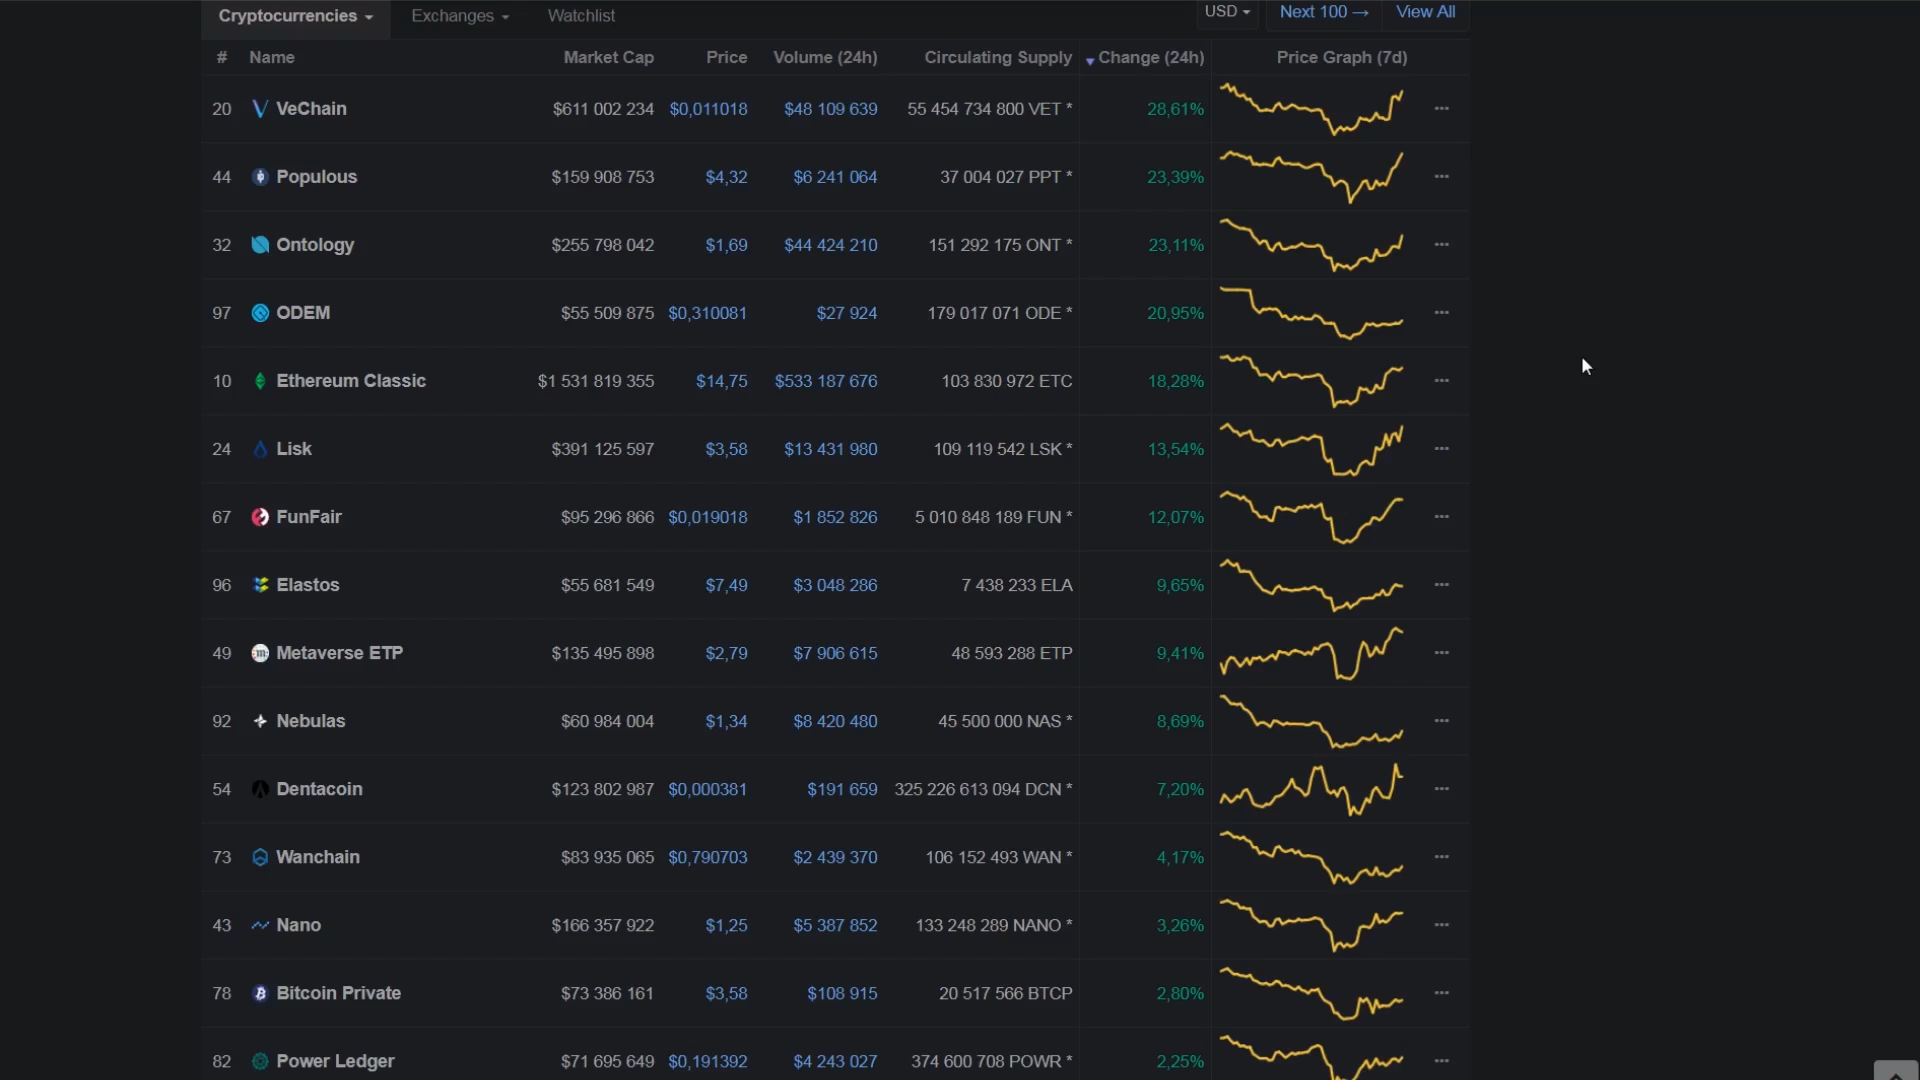 Cryptocurrencies Exchanges Watchlist USD Next 100 → View All
# Name Market Cap Price Volume (24h) Circulating Supply Change (24h) Price Graph (7d)
20 VeChain $611 002 234 $0,011018 $48 109 639 55 454 734 800 VET * 28,61%
44 Populous $159 908 753 $4,32 $6 241 064 37 004 027 PPT * 23,39%
32 Ontology $255 798 042 $1,69 $44 424 210 151 292 175 ONT * 23,11%
97 ODEM $55 509 875 $0,310081 $27 924 179 017 071 ODE * 20,95%
10 Ethereum Classic $1 531 819 355 $14,75 $533 187 676 103 830 972 ETC 18,28%
24 Lisk $391 125 597 $3,58 $13 431 980 109 119 542 LSK * 13,54%
67 FunFair $95 296 866 $0,019018 $1 852 826 5 010 848 189 FUN * 12,07%
96 Elastos $55 681 549 $7,49 $3 048 286 7 438 233 ELA 9,65%
49 Metaverse ETP $135 495 898 $2,79 $7 906 615 48 593 288 ETP 9,41%
92 Nebulas $60 984 004 $1,34 $8 420 480 45 500 000 NAS * 8,69%
54 Dentacoin $123 802 987 $0,000381 $191 659 325 226 613 094 DCN * 7,20%
73 Wanchain $83 935 065 $0,790703 $2 439 370 106 152 493 WAN * 4,17%
43 Nano $166 357 922 $1,25 $5 387 852 133 248 289 NANO * 3,26%
78 Bitcoin Private $73 386 161 $3,58 $108 915 20 517 566 BTCP 2,80%
82 Power Ledger $71 695 649 $0,191392 $4 243 027 374 600 708 POWR * 2,25%